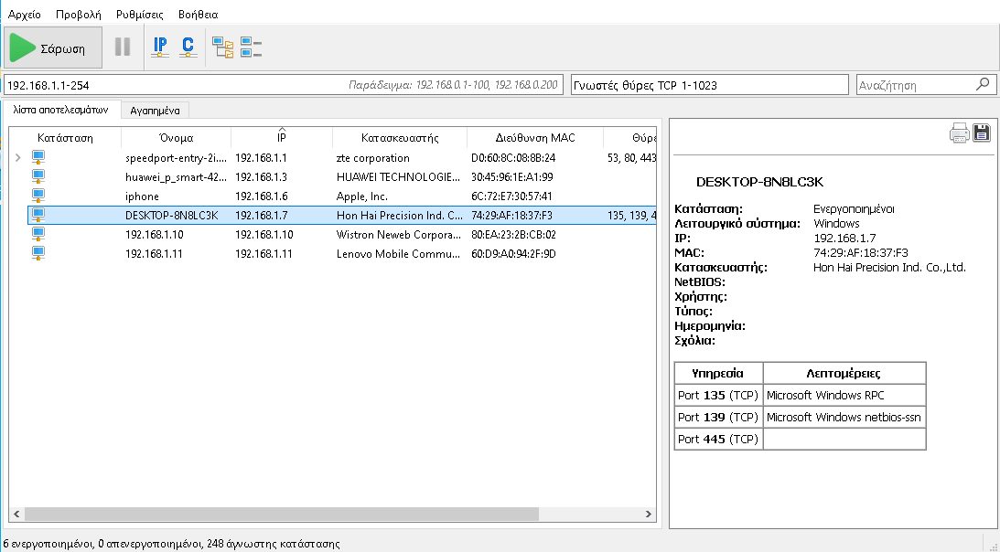 Αρχείο Προβολή Ρυθμίσεις Βοήθεια
Σάρωση IP C
192.168.1.1-254 Παράδειγμα: 192.168.0.1-100, 192.168.0.200 Γνωστές θύρες TCP 1-1023 Αναζήτηση
λίστα αποτελεσμάτων Αγαπημένα
Κατάσταση Όνομα IP Κατασκευαστής Διεύθυνση MAC Θύρε
speedport-entry-2i.... 192.168.1.1 zte corporation D0:60:8C:08:8B:24 53, 80, 443
huawei_p_smart-42... 192.168.1.3 HUAWEI TECHNOLOGIE... 30:45:96:1E:A1:99
iphone 192.168.1.6 Apple, Inc. 6C:72:E7:30:57:41
DESKTOP-8N8LC3K 192.168.1.7 Hon Hai Precision Ind. C... 74:29:AF:18:37:F3 135, 139, 4
192.168.1.10 192.168.1.10 Wistron Neweb Corpora... 80:EA:23:2B:CB:02
192.168.1.11 192.168.1.11 Lenovo Mobile Commu... 60:D9:A0:94:2F:9D
DESKTOP-8N8LC3K
Κατάσταση: Ενεργοποιημένοι
Λειτουργικό σύστημα: Windows
IP: 192.168.1.7
MAC: 74:29:AF:18:37:F3
Κατασκευαστής: Hon Hai Precision Ind. Co.,Ltd.
NetBIOS:
Χρήστης:
Τύπος:
Ημερομηνία:
Σχόλια:
Υπηρεσία Λεπτομέρειες
Port 135 (TCP) Microsoft Windows RPC
Port 139 (TCP) Microsoft Windows netbios-ssn
Port 445 (TCP)
6 ενεργοποιημένοι, 0 απενεργοποιημένοι, 248 άγνωστης κατάστασης